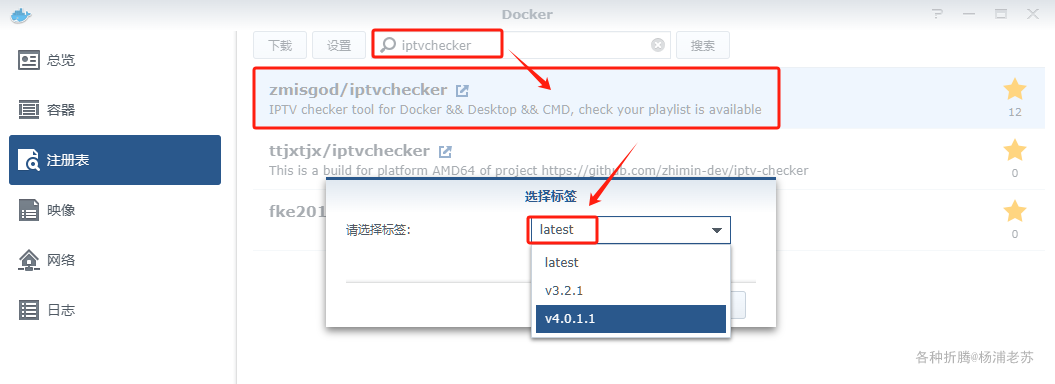 Docker
总览
容器
注册表
映像
网络
日志
下载
设置
iptvchecker
搜索
zmisgod/iptvchecker
IPTV checker tool for Docker && Desktop && CMD, check your playlist is available
12
ttjxtjx/iptvchecker
This is a build for platform AMD64 of project https://github.com/zhimin-dev/iptv-checker
0
fke201
0
选择标签
请选择标签:
latest
latest
v3.2.1
v4.0.1.1
各种折腾@杨浦老苏